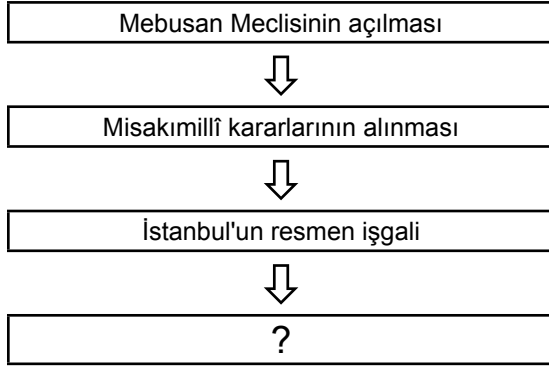 Mebusan Meclisinin açılması
Misakımillî kararlarının alınması
İstanbul'un resmen işgali
?